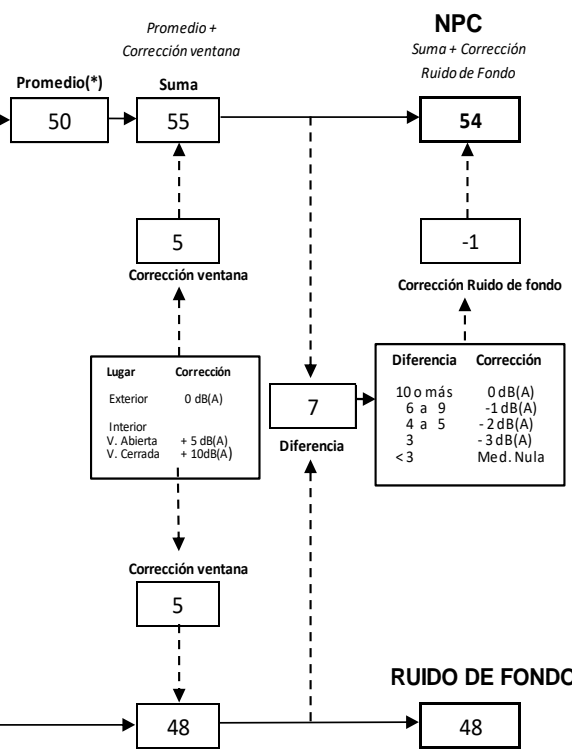 NPC
Promedio +
Corrección ventana
Suma + Corrección
Ruido de Fondo
Promedio(*)
Suma
50
55
54
5
-1
Corrección ventana
Corrección Ruido de fondo
Lugar Corrección
Exterior 0 dB(A)
Interior
V. Abierta + 5 dB(A)
V. Cerrada + 10dB(A)
7
Diferencia
Diferencia Corrección
10 o más 0 dB(A)
6 a 9 -1 dB(A)
4 a 5 - 2 dB(A)
3 - 3 dB(A)
< 3 Med. Nula
Corrección ventana
5
RUIDO DE FONDO
48
48